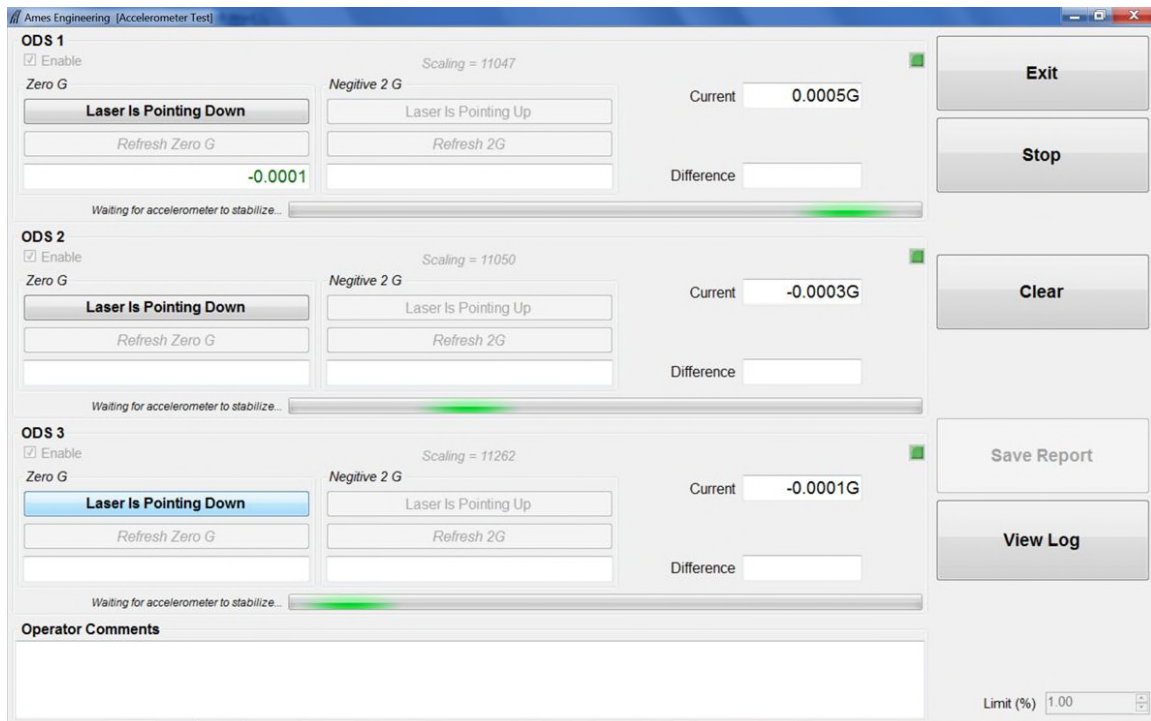 Ames Engineering [Accelerometer Test]
ODS 1
Enable
Scaling = 11047
Zero G
Negitive 2 G
Laser Is Pointing Down
Laser Is Pointing Up
Current 0.0005G
Refresh Zero G
Refresh 2G
-0.0001
Difference
Waiting for accelerometer to stabilize...
ODS 2
Enable
Scaling = 11050
Zero G
Negitive 2 G
Laser Is Pointing Down
Laser Is Pointing Up
Current -0.0003G
Refresh Zero G
Refresh 2G
Difference
Waiting for accelerometer to stabilize...
ODS 3
Enable
Scaling = 11262
Zero G
Negitive 2 G
Laser Is Pointing Down
Laser Is Pointing Up
Current -0.0001G
Refresh Zero G
Refresh 2G
Difference
Waiting for accelerometer to stabilize...
Operator Comments
Exit
Stop
Clear
Save Report
View Log
Limit (%) 1.00